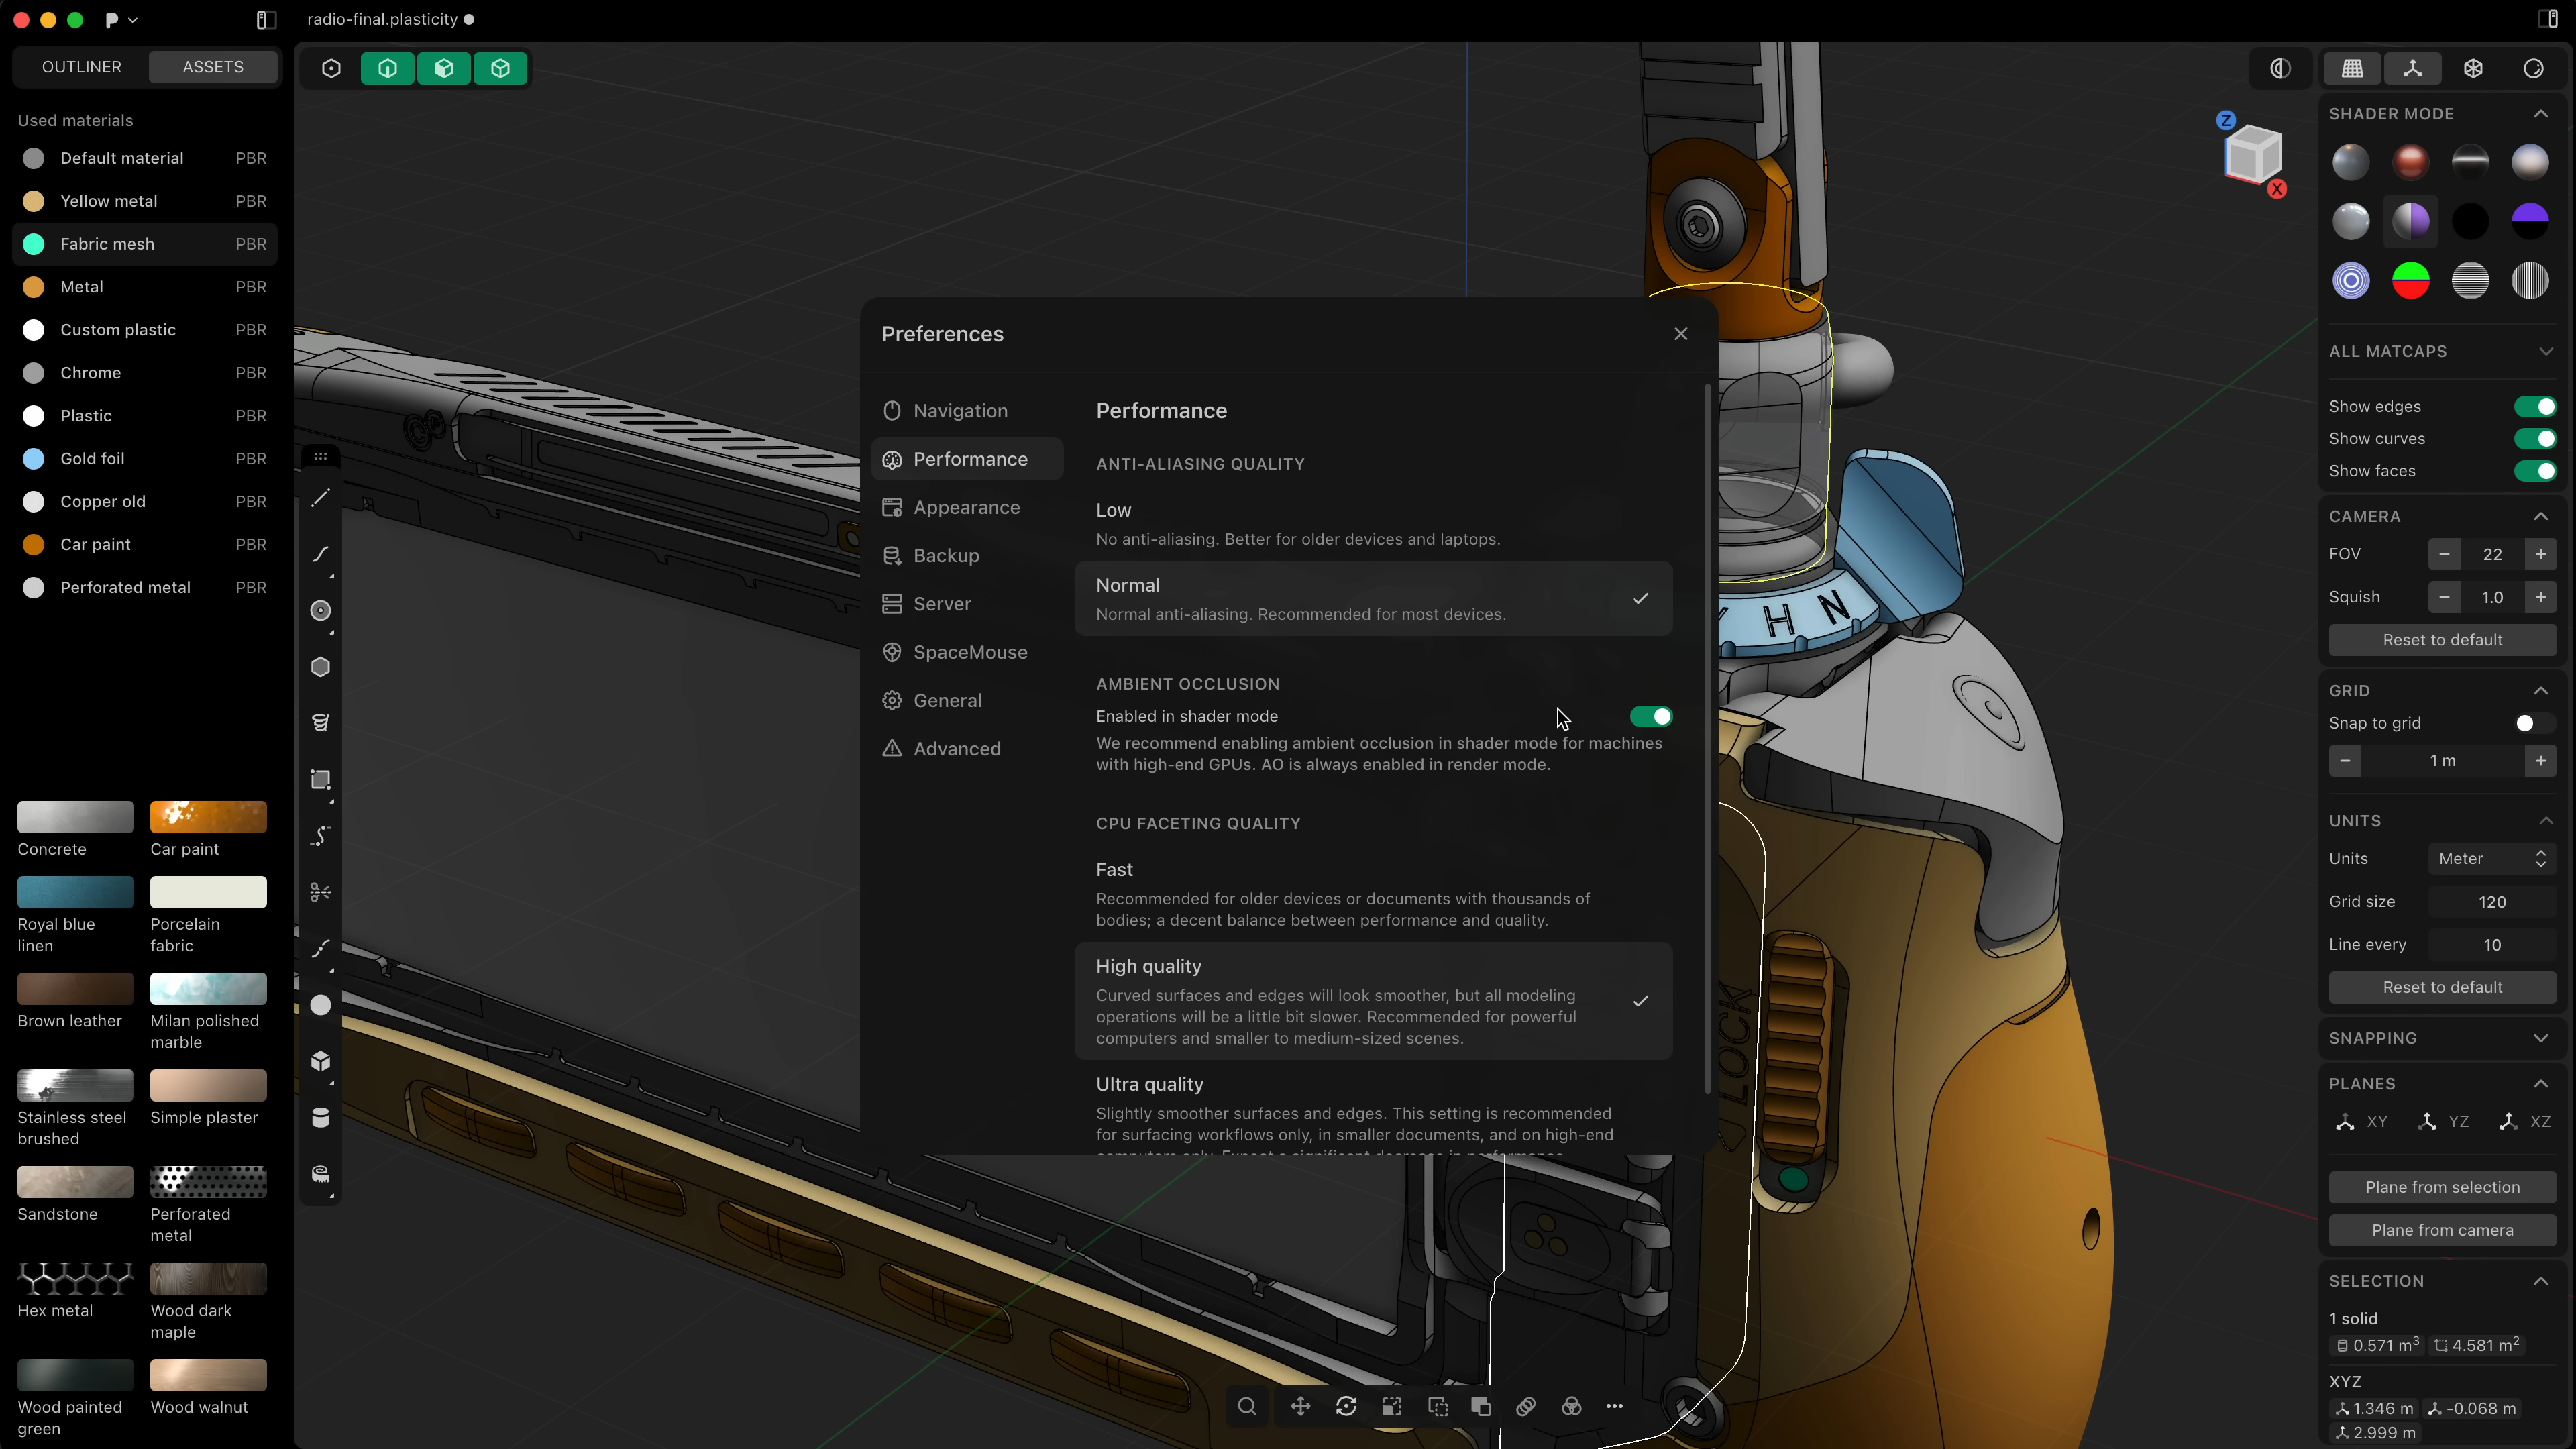 radio-final.plasticity
OUTLINER
ASSETS
Used materials
Default material PBR
Yellow metal PBR
Fabric mesh PBR
Metal PBR
Custom plastic PBR
Chrome PBR
Plastic PBR
Gold foil PBR
Copper old PBR
Car paint PBR
Perforated metal PBR
Concrete
Car paint
Royal blue
linen
Porcelain
fabric
Brown leather
Milan polished
marble
Stainless steel
brushed
Simple plaster
Sandstone
Perforated
metal
Hex metal
Wood dark
maple
Wood painted
green
Wood walnut
Preferences
Navigation
Performance
Appearance
Backup
Server
SpaceMouse
General
Advanced
Performance
ANTI-ALIASING QUALITY
Low
No anti-aliasing. Better for older devices and laptops.
Normal
Normal anti-aliasing. Recommended for most devices.
AMBIENT OCCLUSION
Enabled in shader mode
We recommend enabling ambient occlusion in shader mode for machines
with high-end GPUs. AO is always enabled in render mode.
CPU FACETING QUALITY
Fast
Recommended for older devices or documents with thousands of
bodies; a decent balance between performance and quality.
High quality
Curved surfaces and edges will look smoother, but all modeling
operations will be a little bit slower. Recommended for powerful
computers and smaller to medium-sized scenes.
Ultra quality
Slightly smoother surfaces and edges. This setting is recommended
for surfacing workflows only, in smaller documents, and on high-end
computers only. Expect a significant decrease in performance.
H N
LOCK
Z
X
SHADER MODE
ALL MATCAPS
Show edges
Show curves
Show faces
CAMERA
FOV − 22 +
Squish − 1.0 +
Reset to default
GRID
Snap to grid
− 1 m +
UNITS
Units Meter
Grid size 120
Line every 10
Reset to default
SNAPPING
PLANES
XY YZ XZ
Plane from selection
Plane from camera
SELECTION
1 solid
0.571 m³ 4.581 m²
XYZ
1.346 m -0.068 m
2.999 m